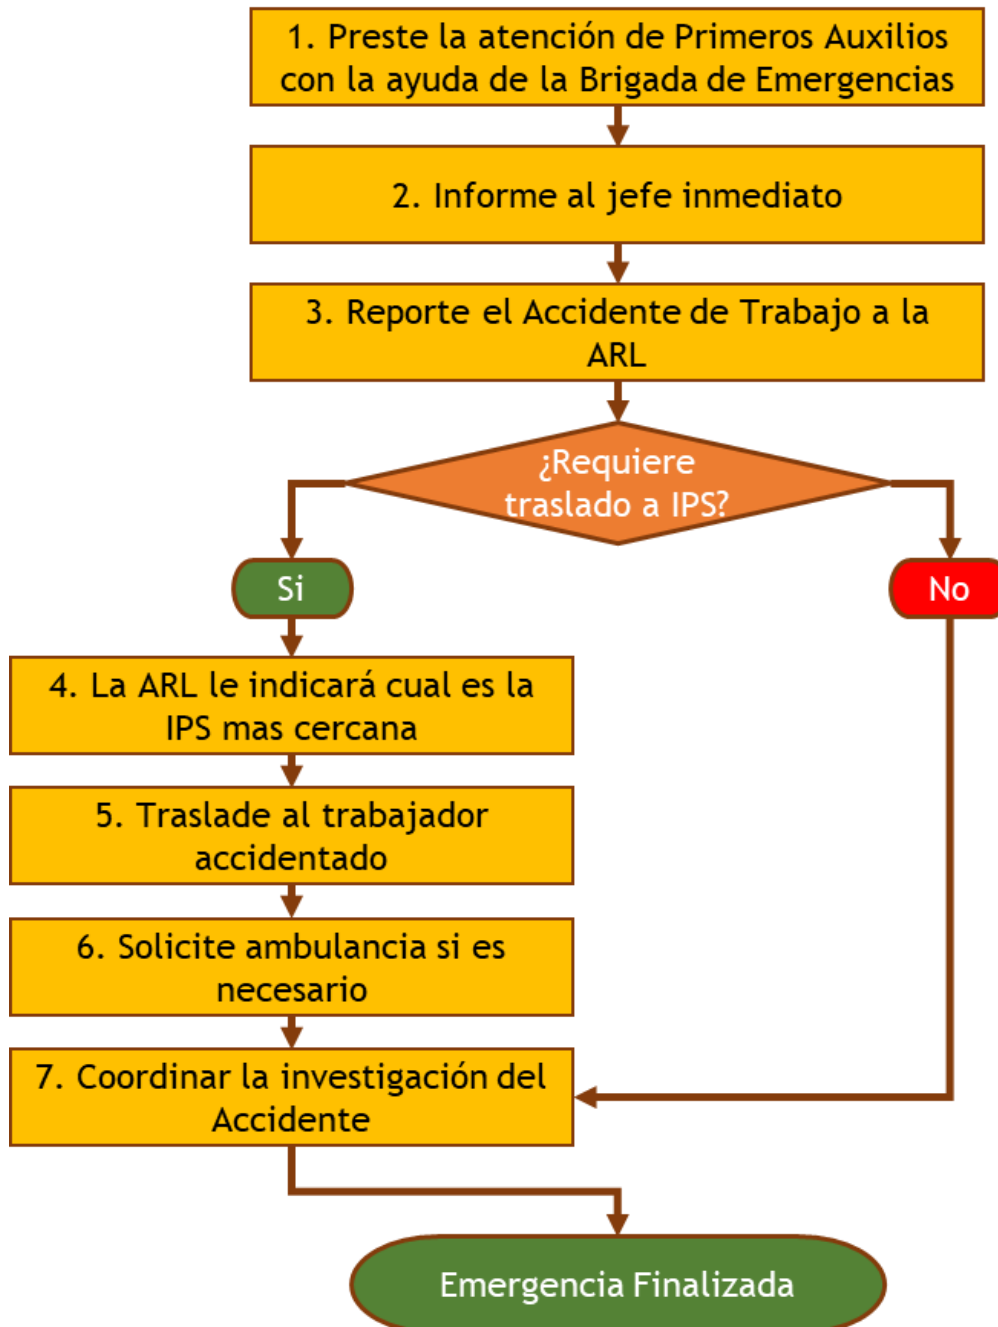 1. Preste la atención de Primeros Auxilios
con la ayuda de la Brigada de Emergencias
2. Informe al jefe inmediato
3. Reporte el Accidente de Trabajo a la
ARL
¿Requiere
traslado a IPS?
Si
No
4. La ARL le indicará cual es la
IPS mas cercana
5. Traslade al trabajador
accidentado
6. Solicite ambulancia si es
necesario
7. Coordinar la investigación del
Accidente
Emergencia Finalizada